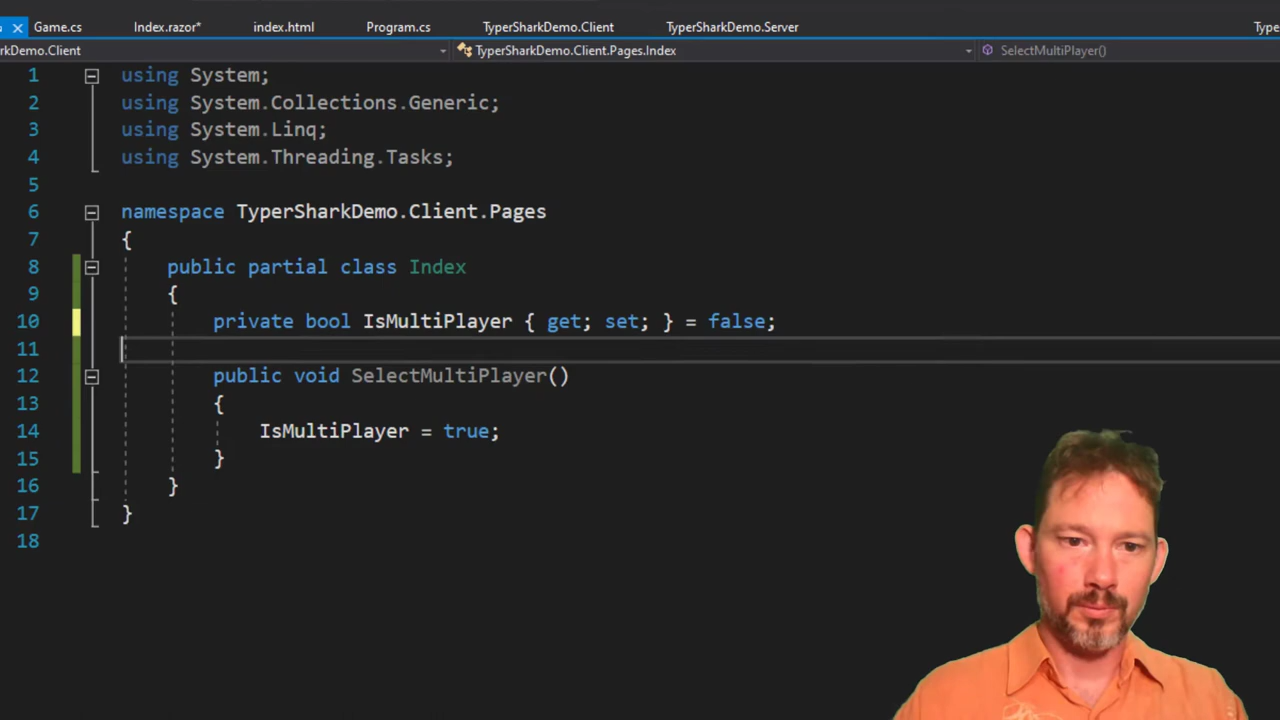 Game.cs Index.razor* index.html Program.cs TyperSharkDemo.Client TyperSharkDemo.Server Type
rkDemo.Client TyperSharkDemo.Client.Pages.Index SelectMultiPlayer()
1 using System;
2 using System.Collections.Generic;
3 using System.Linq;
4 using System.Threading.Tasks;
5
6 namespace TyperSharkDemo.Client.Pages
7 {
8 public partial class Index
9 {
10 private bool IsMultiPlayer { get; set; } = false;
11
12 public void SelectMultiPlayer()
13 {
14 IsMultiPlayer = true;
15 }
16 }
17 }
18